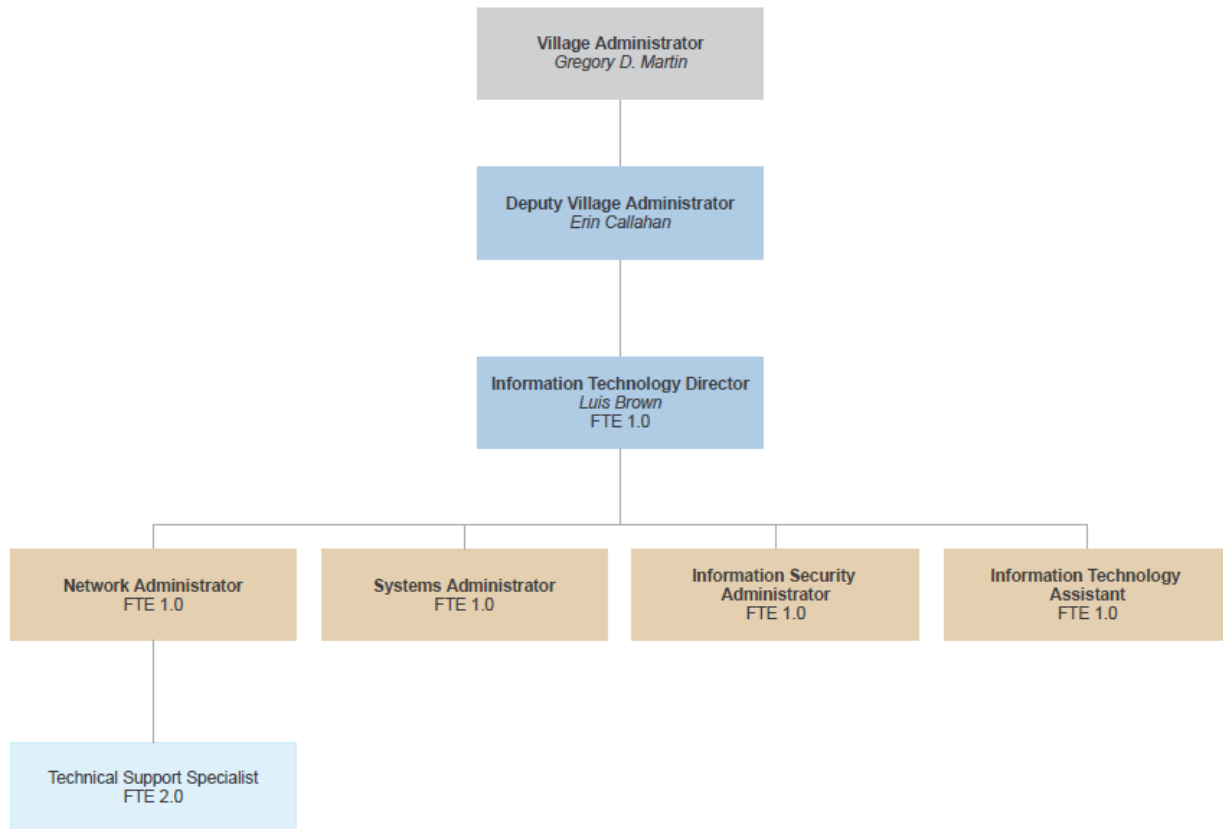 Village Administrator
Gregory D. Martin
Deputy Village Administrator
Erin Callahan
Information Technology Director
Luis Brown
FTE 1.0
Network Administrator
FTE 1.0
Systems Administrator
FTE 1.0
Information Security
Administrator
FTE 1.0
Information Technology
Assistant
FTE 1.0
Technical Support Specialist
FTE 2.0